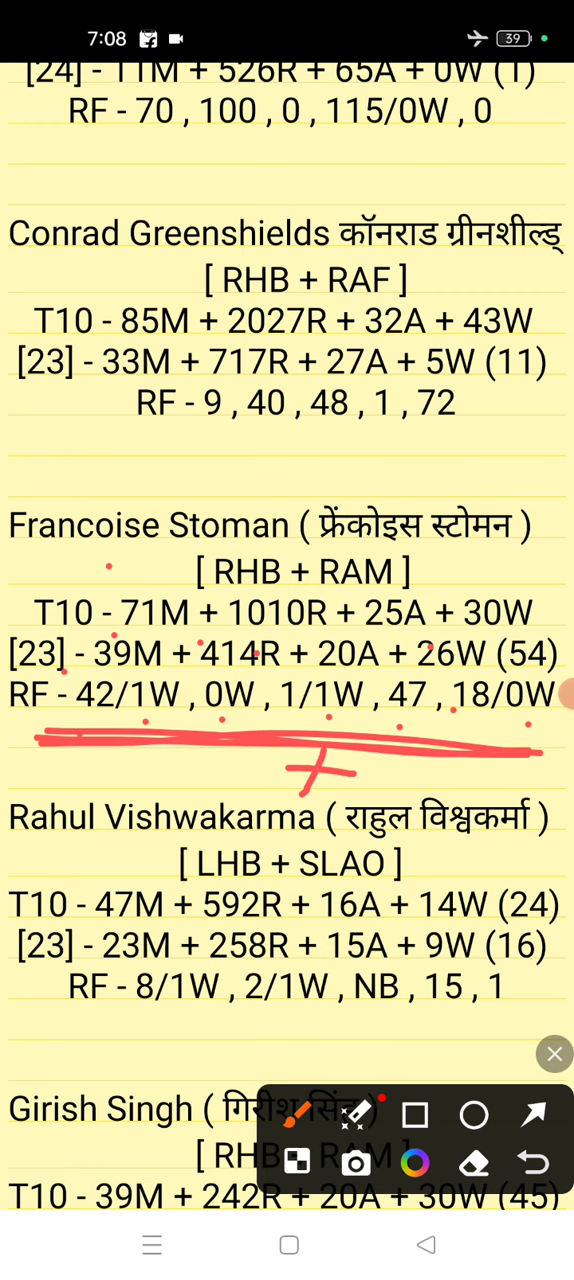 7:08
39
[24] - 11M + 526R + 65A + 0W (1)
RF - 70 , 100 , 0 , 115/0W , 0
Conrad Greenshields कॉनराड ग्रीनशील्ड्
[ RHB + RAF ]
T10 - 85M + 2027R + 32A + 43W
[23] - 33M + 717R + 27A + 5W (11)
RF - 9 , 40 , 48 , 1 , 72
Francoise Stoman ( फ्रेंकोइस स्टोमन )
[ RHB + RAM ]
T10 - 71M + 1010R + 25A + 30W
[23] - 39M + 414R + 20A + 26W (54)
RF - 42/1W , 0W , 1/1W , 47 , 18/0W
Rahul Vishwakarma ( राहुल विश्वकर्मा )
[ LHB + SLAO ]
T10 - 47M + 592R + 16A + 14W (24)
[23] - 23M + 258R + 15A + 9W (16)
RF - 8/1W , 2/1W , NB , 15 , 1
Girish Singh ( गिरीश सिंह )
[ RHB + RAM ]
T10 - 39M + 242R + 20A + 30W (45)